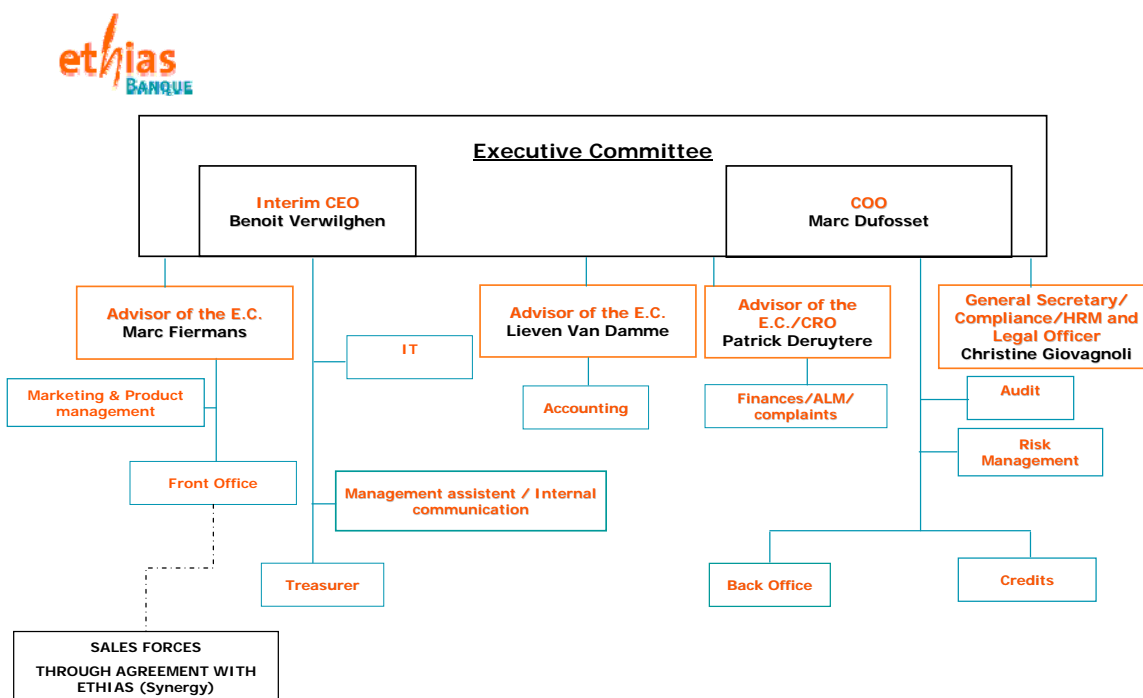 ethias
BANQUE
Executive Committee
Interim CEO
Benoit Verwilghen
COO
Marc Dufosset
Advisor of the E.C.
Marc Fiermans
Advisor of the E.C.
Lieven Van Damme
Advisor of the
E.C./CRO
Patrick Deruytere
General Secretary/
Compliance/HRM and
Legal Officer
Christine Giovagnoli
IT
Marketing & Product
management
Accounting
Finances/ALM/
complaints
Audit
Risk
Management
Front Office
Management assistent / Internal
communication
Treasurer
Back Office
Credits
SALES FORCES
THROUGH AGREEMENT WITH
ETHIAS (Synergy)